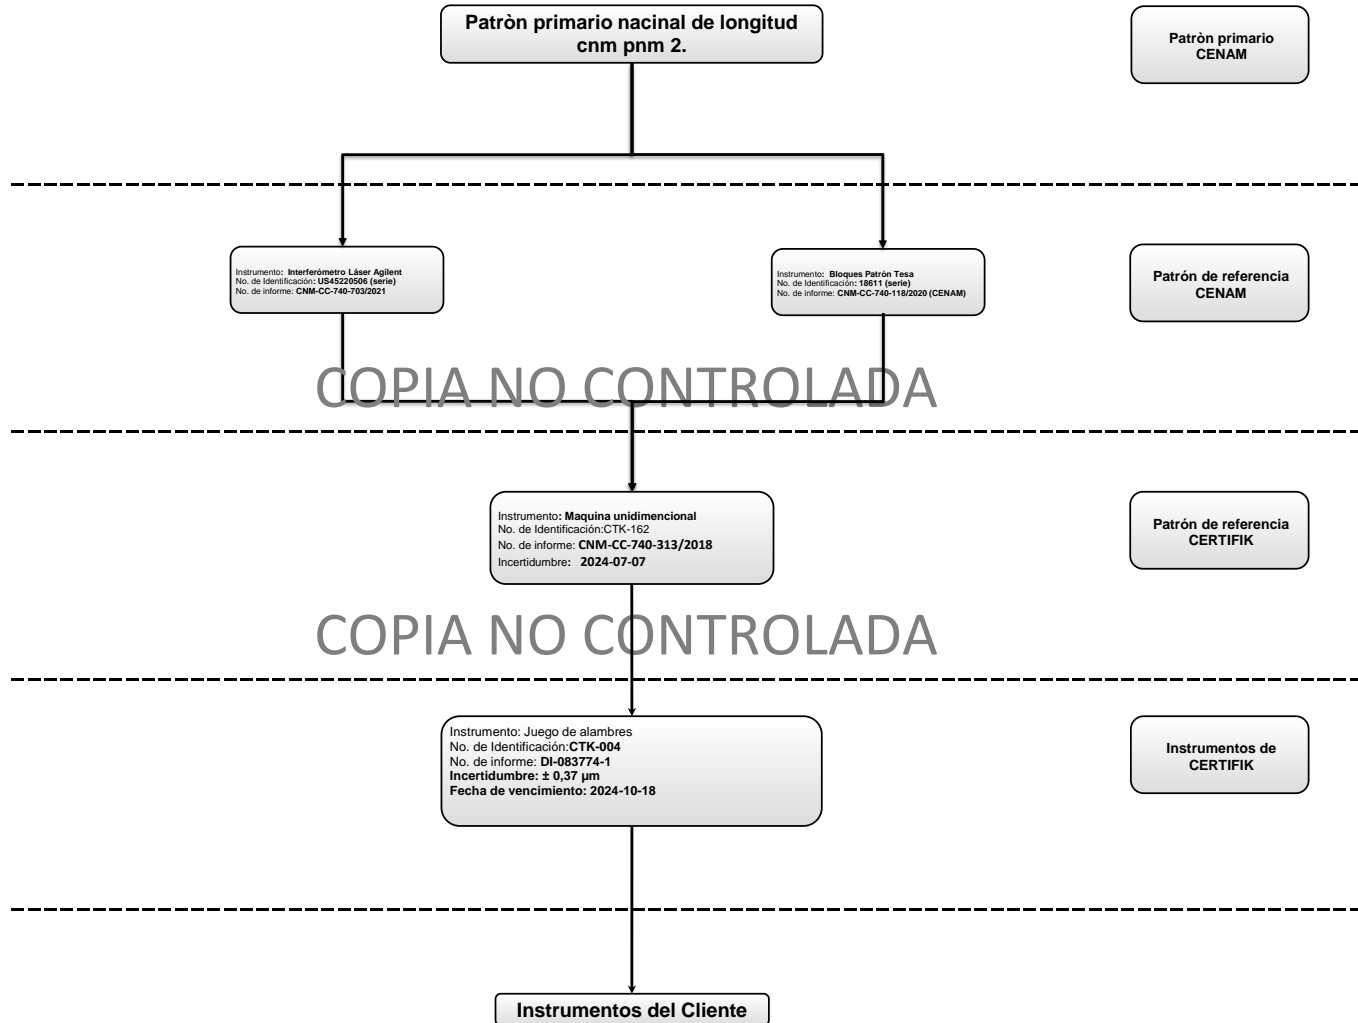 Patròn primario nacinal de longitud
cnm pnm 2.
Patròn primario
CENAM
Instrumento: Interferómetro Láser Agilent
No. de Identificación: US45220506 (serie)
No. de informe: CNM-CC-740-703/2021
Instrumento: Bloques Patrón Tesa
No. de Identificación: 18611 (serie)
No. de informe: CNM-CC-740-118/2020 (CENAM)
Patrón de referencia
CENAM
COPIA NO CONTROLADA
Instrumento: Maquina unidimencional
No. de Identificación:CTK-162
No. de informe: CNM-CC-740-313/2018
Incertidumbre: 2024-07-07
Patrón de referencia
CERTIFIK
COPIA NO CONTROLADA
Instrumento: Juego de alambres
No. de Identificación:CTK-004
No. de informe: DI-083774-1
Incertidumbre: ± 0,37 µm
Fecha de vencimiento: 2024-10-18
Instrumentos de
CERTIFIK
Instrumentos del Cliente